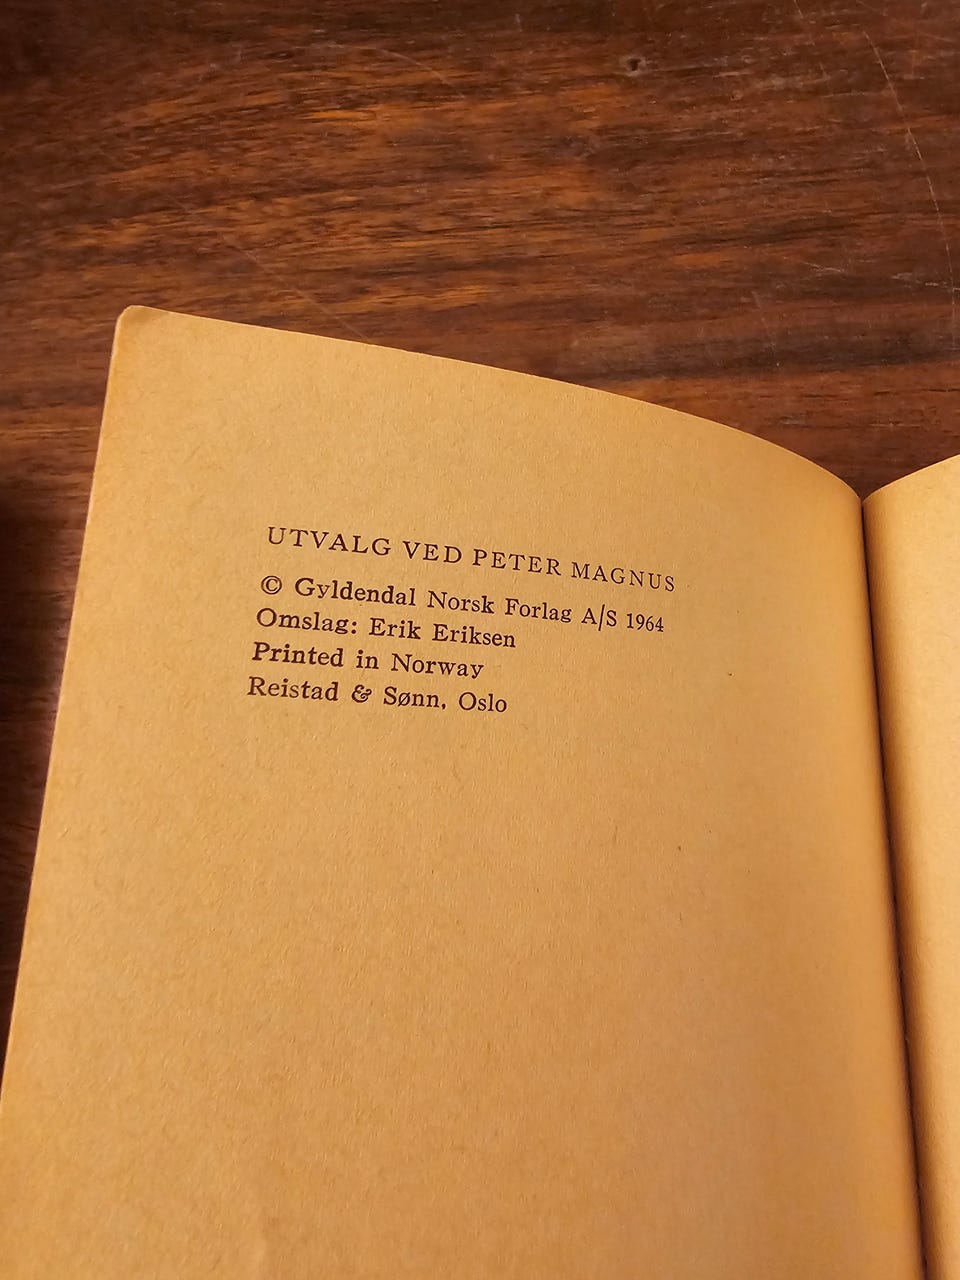 UTVALG VED PETER MAGNUS
© Gyldendal Norsk Forlag A/S 1964
Omslag: Erik Eriksen
Printed in Norway
Reistad & Sønn, Oslo